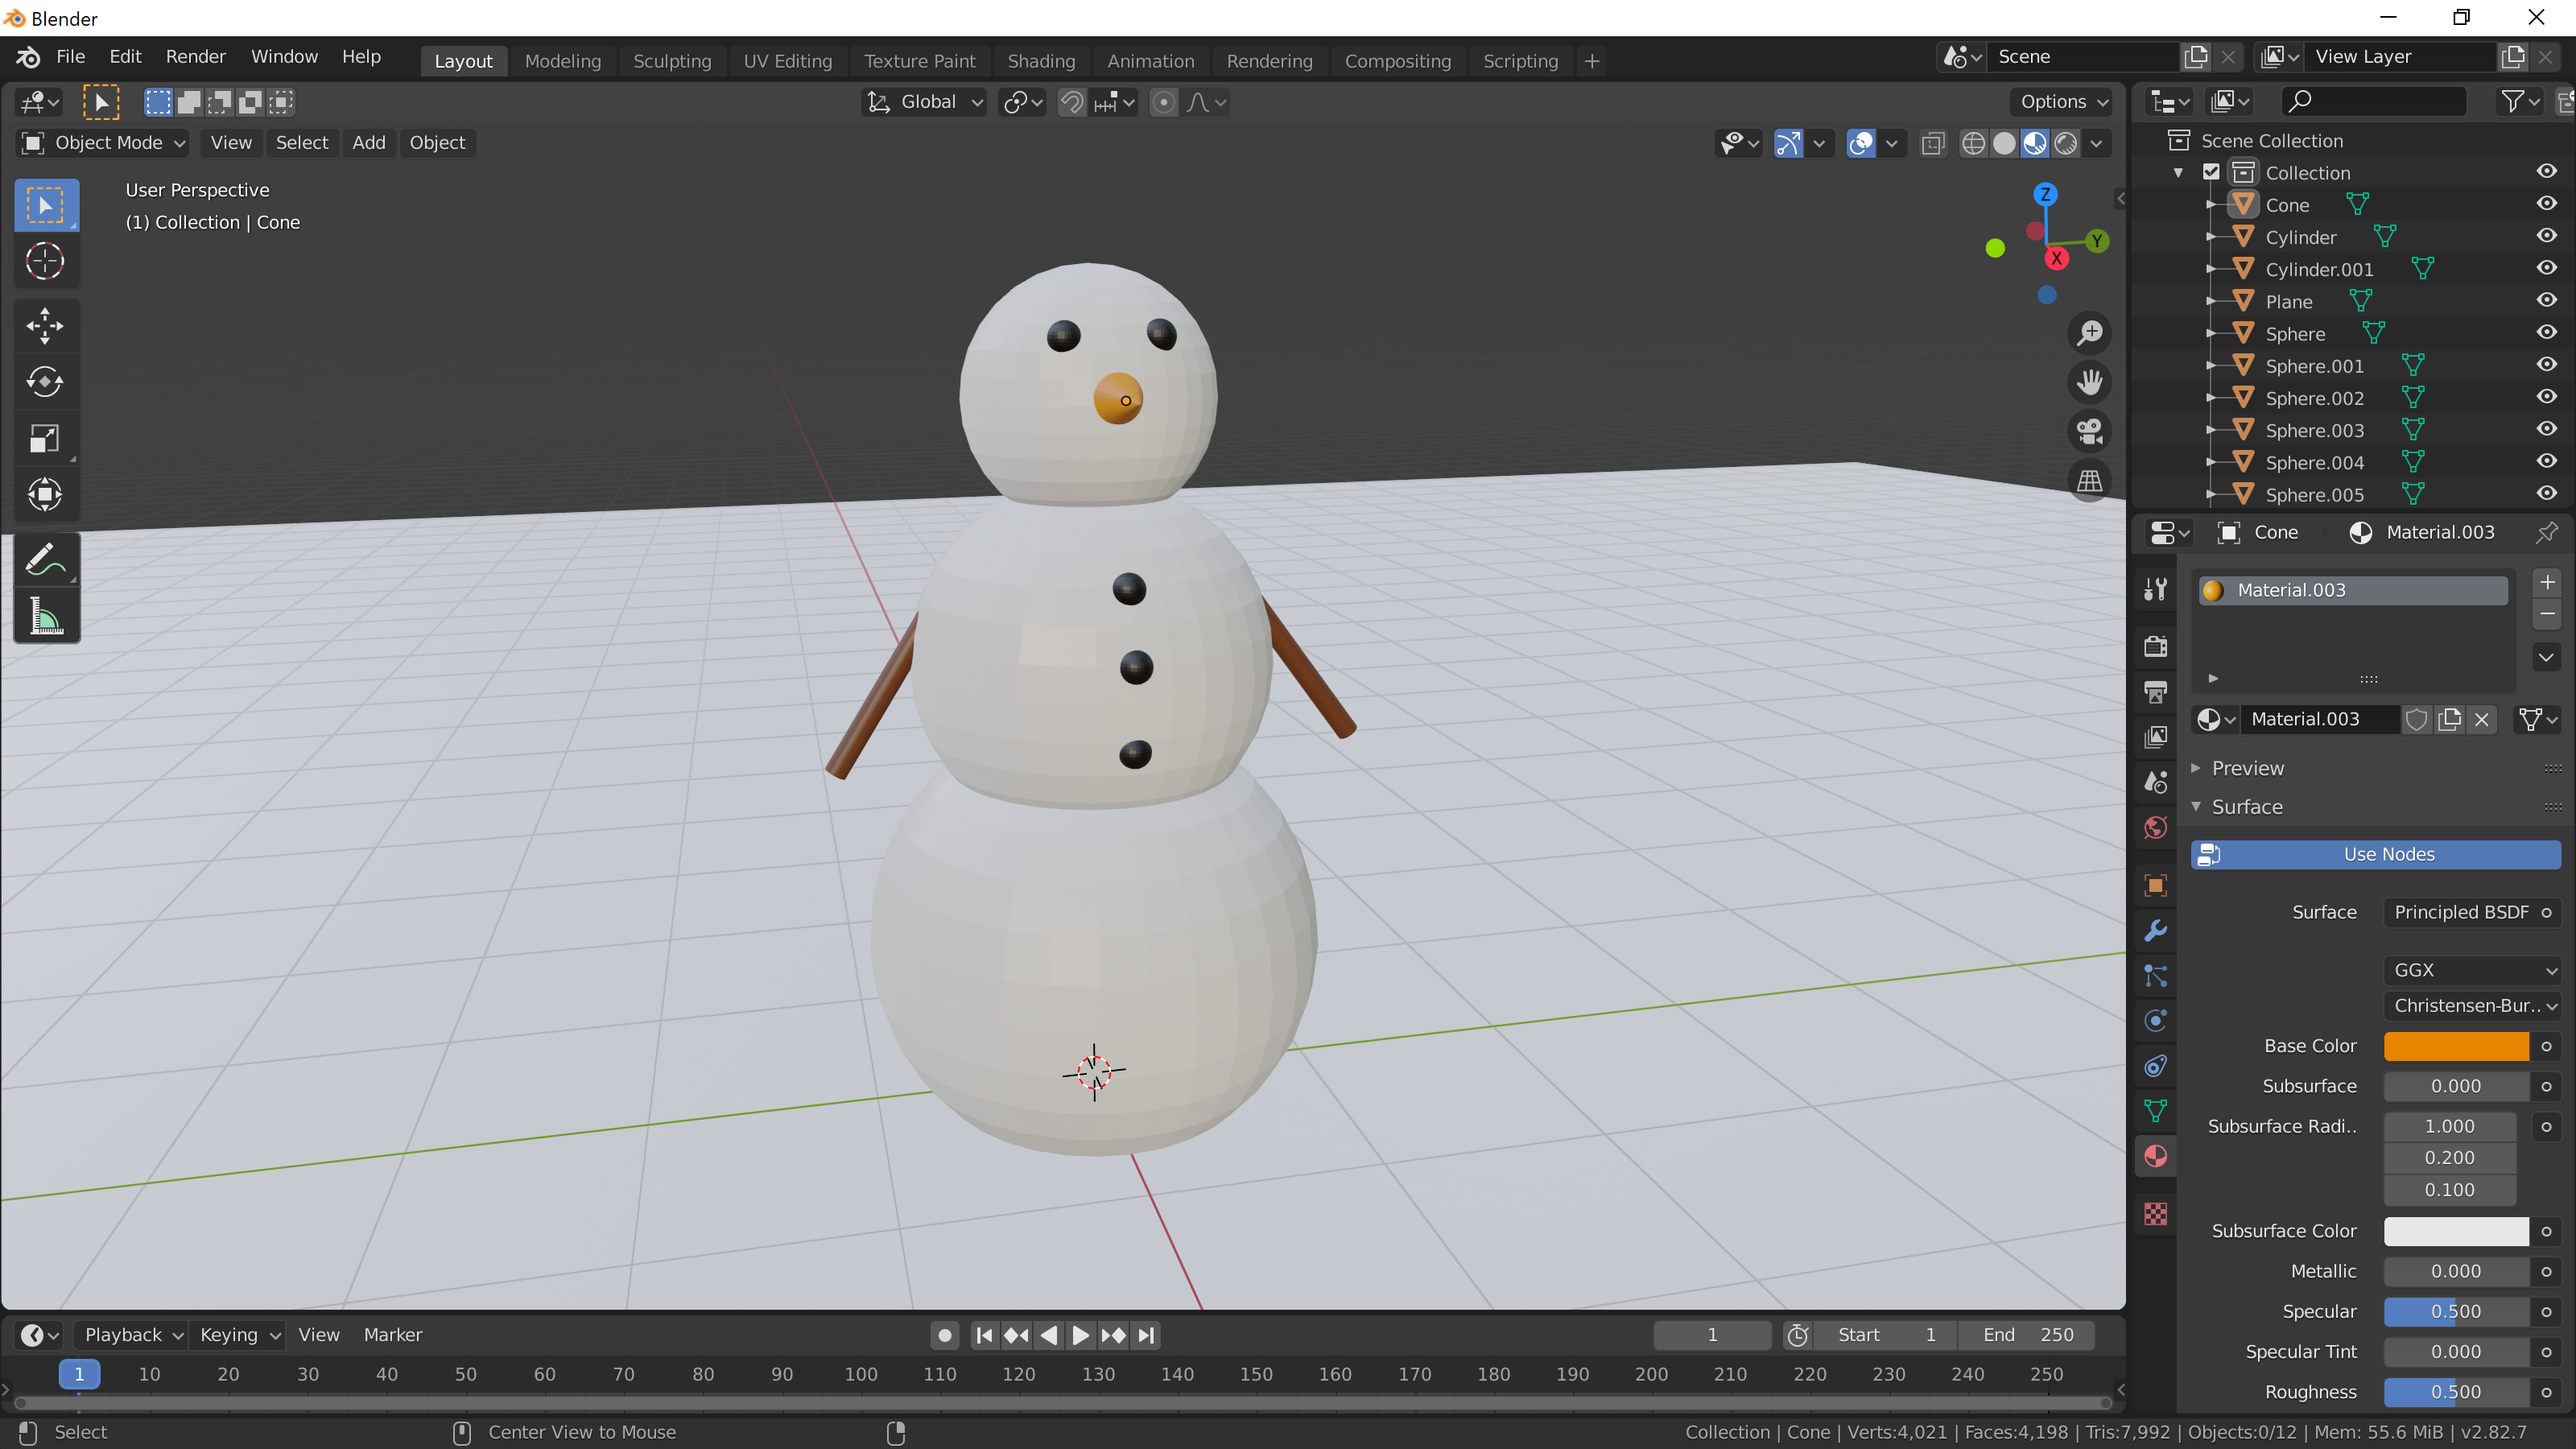 Blender
File Edit Render Window Help Layout Modeling Sculpting UV Editing Texture Paint Shading Animation Rendering Compositing Scripting + Scene View Layer
Global Options
Object Mode View Select Add Object
User Perspective
(1) Collection | Cone
Z
Y
X
Scene Collection
Collection
Cone
Cylinder
Cylinder.001
Plane
Sphere
Sphere.001
Sphere.002
Sphere.003
Sphere.004
Sphere.005
Cone Material.003
Material.003
Material.003
Preview
Surface
Use Nodes
Surface Principled BSDF
GGX
Christensen-Bur..
Base Color
Subsurface 0.000
Subsurface Radi.. 1.000
0.200
0.100
Subsurface Color
Metallic 0.000
Specular 0.500
Specular Tint 0.000
Roughness 0.500
Playback Keying View Marker 1 Start 1 End 250
1 10 20 30 40 50 60 70 80 90 100 110 120 130 140 150 160 170 180 190 200 210 220 230 240 250
Select Center View to Mouse Collection | Cone | Verts:4,021 | Faces:4,198 | Tris:7,992 | Objects:0/12 | Mem: 55.6 MiB | v2.82.7